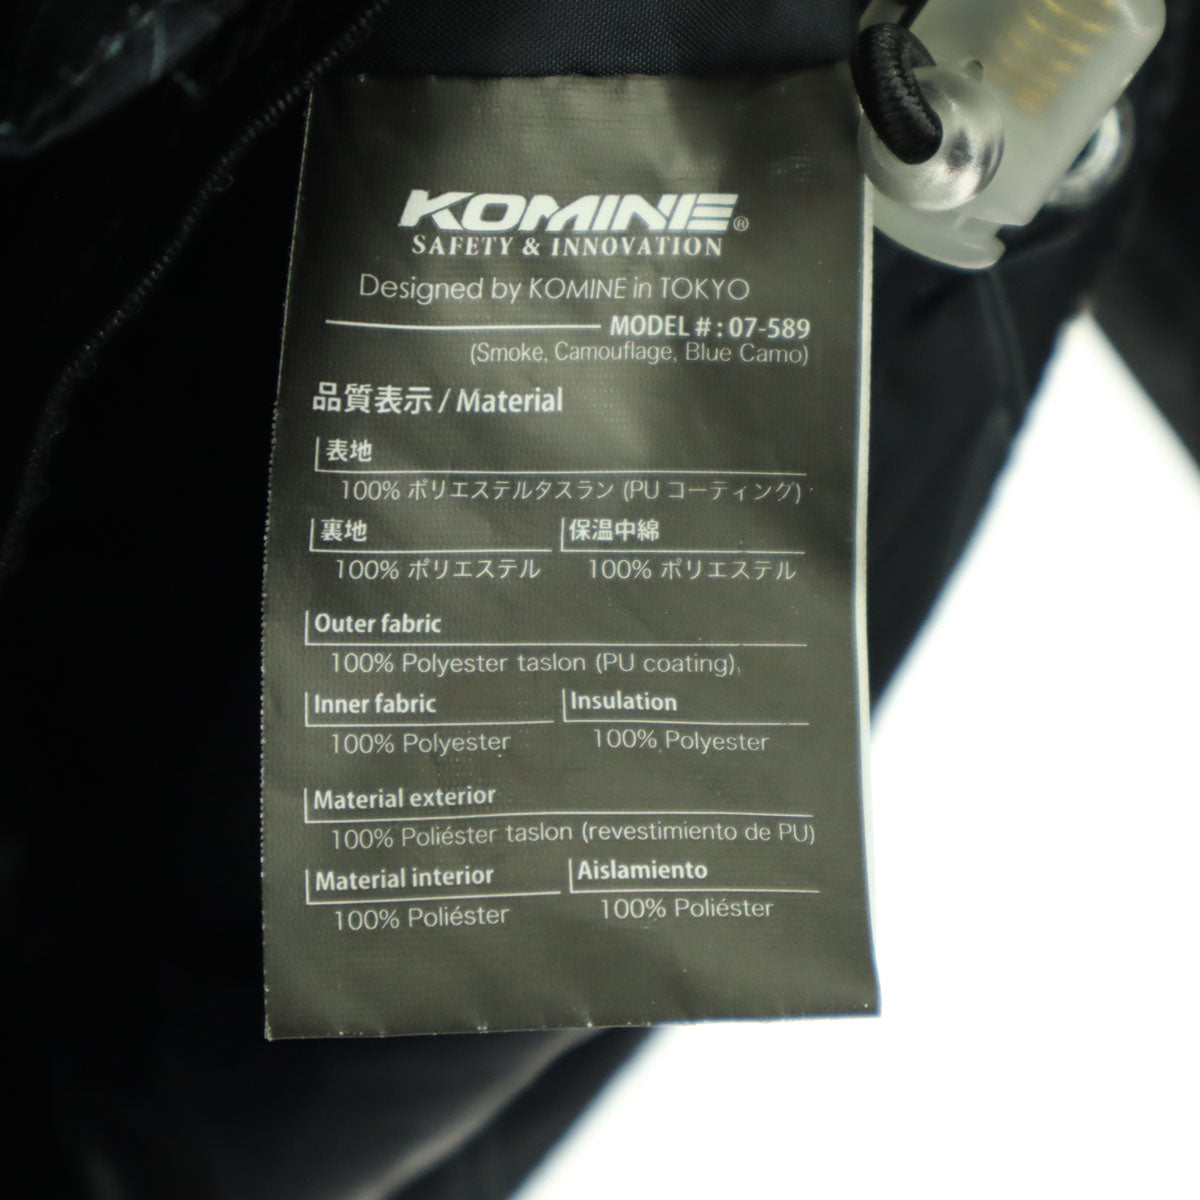 KOMINE®
SAFETY & INNOVATION
Designed by KOMINE in TOKYO
MODEL # : 07-589
(Smoke, Camouflage, Blue Camo)
品質表示 / Material
表地
100% ポリエステルタスラン (PU コーティング)
裏地 保温中綿
100% ポリエステル 100% ポリエステル
Outer fabric
100% Polyester taslon (PU coating),
Inner fabric Insulation
100% Polyester 100% Polyester
Material exterior
100% Poliéster taslon (revestimiento de PU)
Material interior Aislamiento
100% Poliéster 100% Poliéster